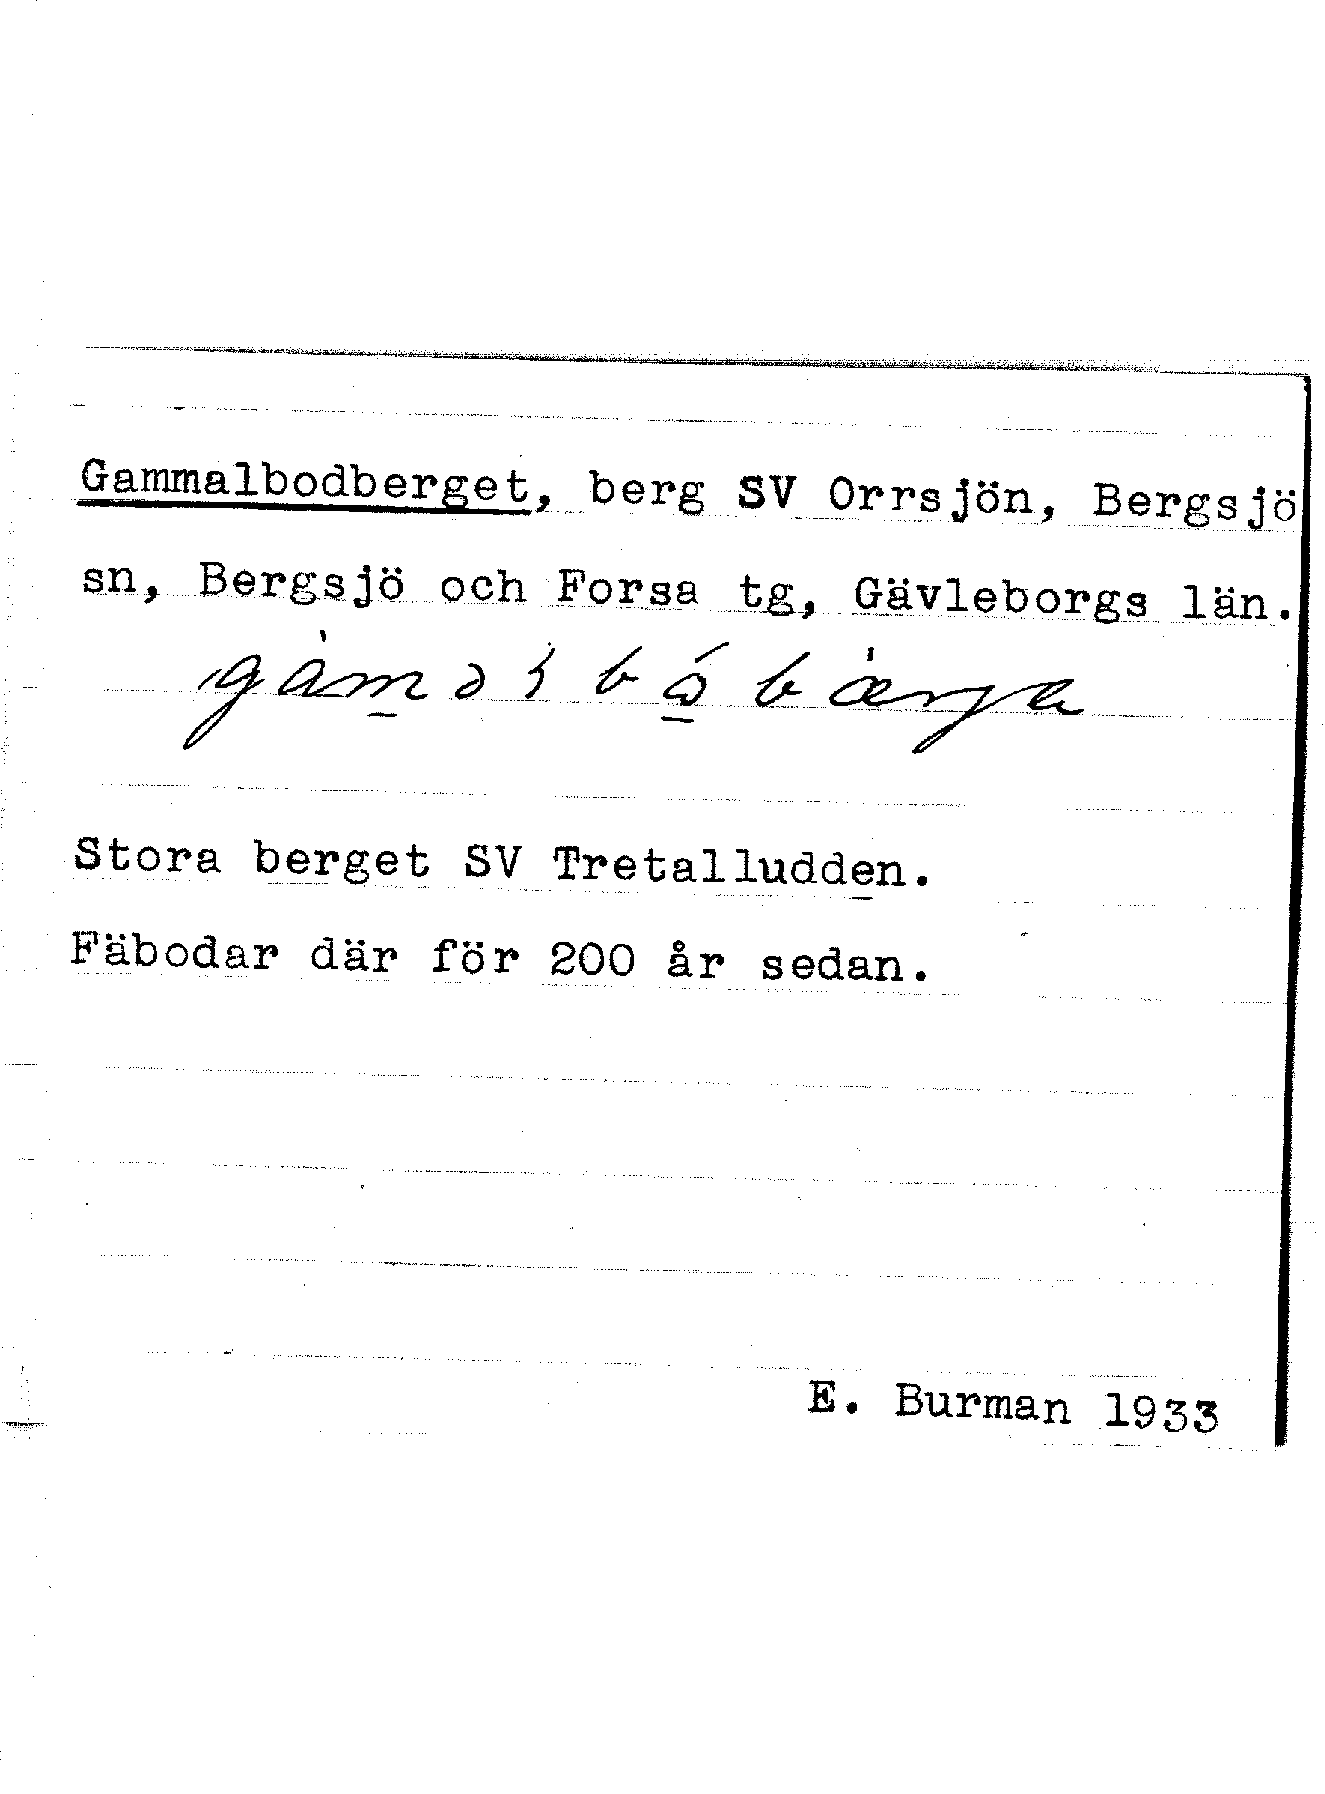 Gammalbodberget, berg SV Orrsjön, Bergsjö
sn, Bergsjö och Forsa tg, Gävleborgs län.
Stora berget SV Tretalludden.
Fäbodar där för 200 år sedan.
E. Burman 1933